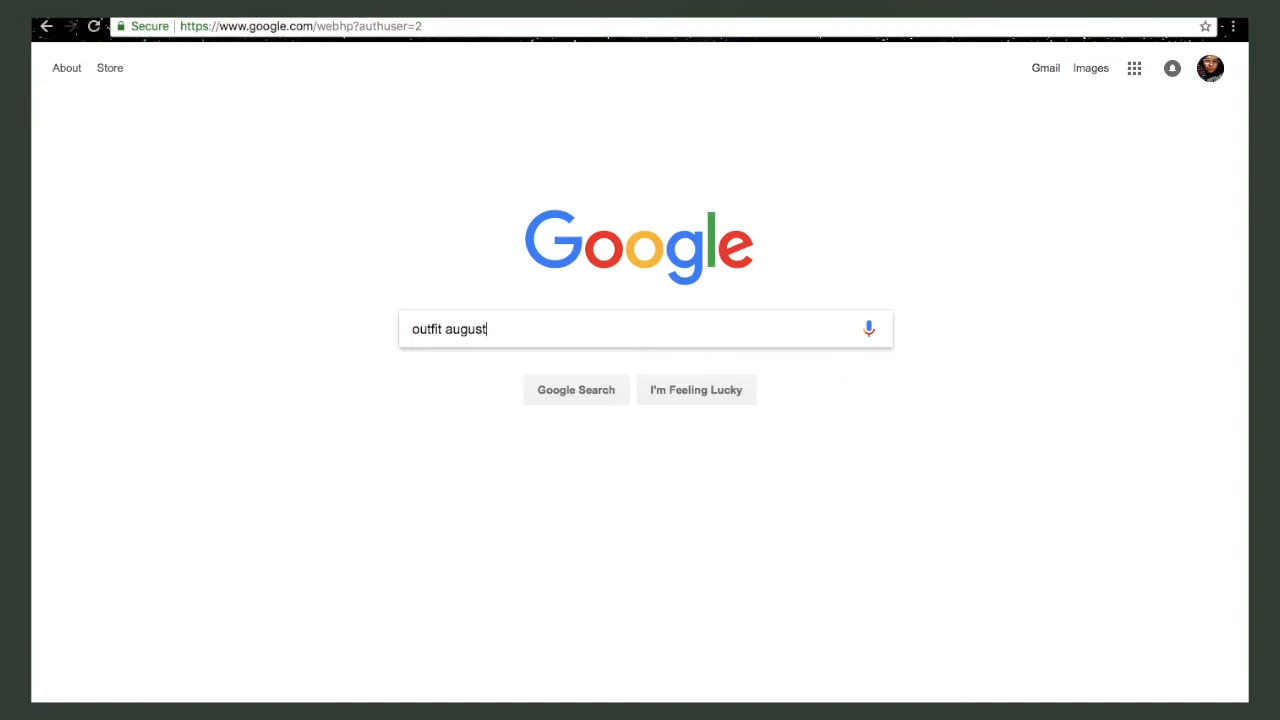 Secure | https://www.google.com/webhp?authuser=2
About Store Gmail Images
Google
outfit august
Google Search I'm Feeling Lucky